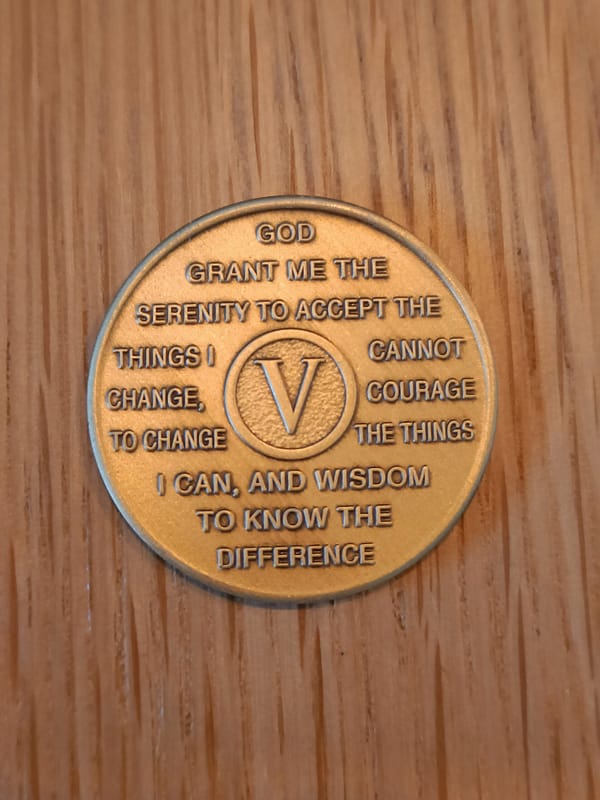 GOD
GRANT ME THE
SERENITY TO ACCEPT THE
THINGS I CANNOT
CHANGE, COURAGE
TO CHANGE THE THINGS
V
I CAN, AND WISDOM
TO KNOW THE
DIFFERENCE